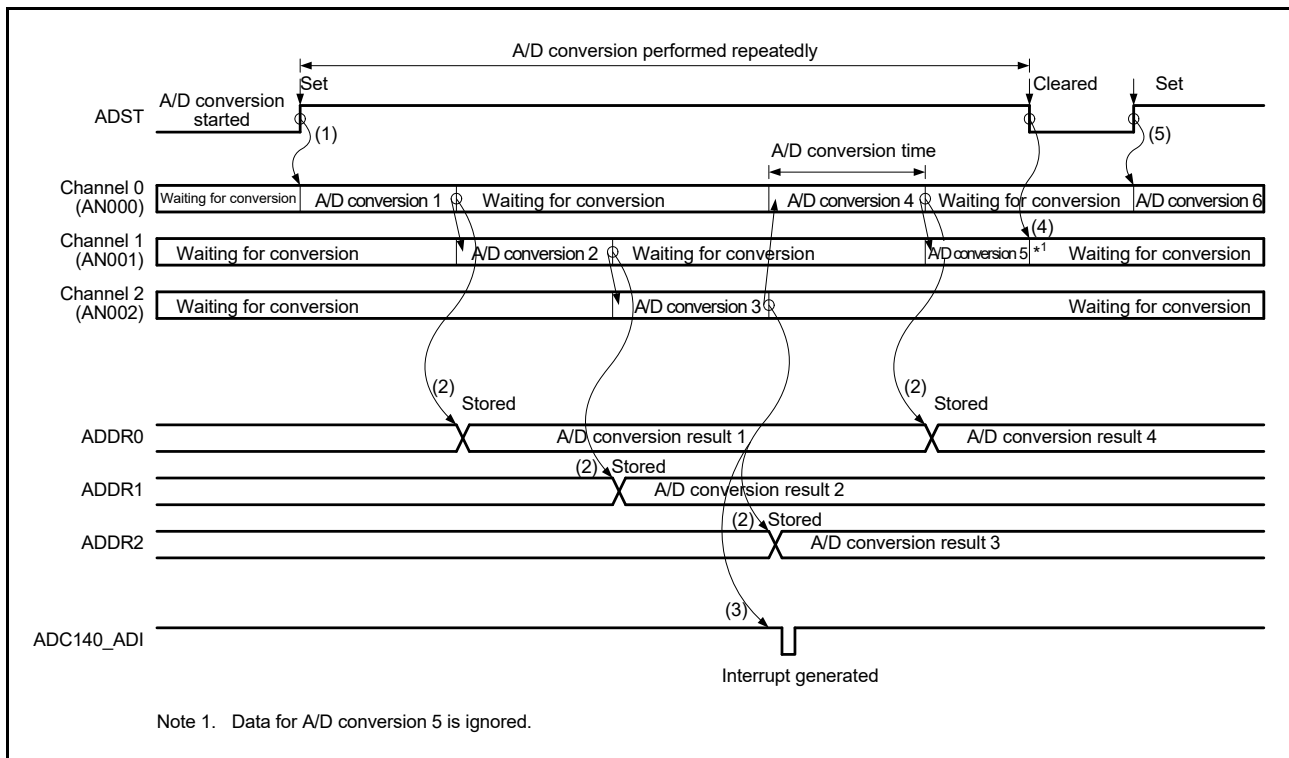 A/D conversion performed repeatedly
Set
Cleared
Set
A/D conversion
started
ADST
(1)
(5)
A/D conversion time
Channel 0
(AN000)
Waiting for conversion
A/D conversion 1
Waiting for conversion
A/D conversion 4
Waiting for conversion
A/D conversion 6
(4)
Channel 1
(AN001)
Waiting for conversion
A/D conversion 2
Waiting for conversion
A/D conversion 5
*1
Waiting for conversion
Channel 2
(AN002)
Waiting for conversion
A/D conversion 3
Waiting for conversion
(2)
Stored
(2)
Stored
ADDR0
A/D conversion result 1
A/D conversion result 4
(2)
Stored
ADDR1
A/D conversion result 2
(2)
Stored
ADDR2
A/D conversion result 3
(3)
ADC140_ADI
Interrupt generated
Note 1. Data for A/D conversion 5 is ignored.